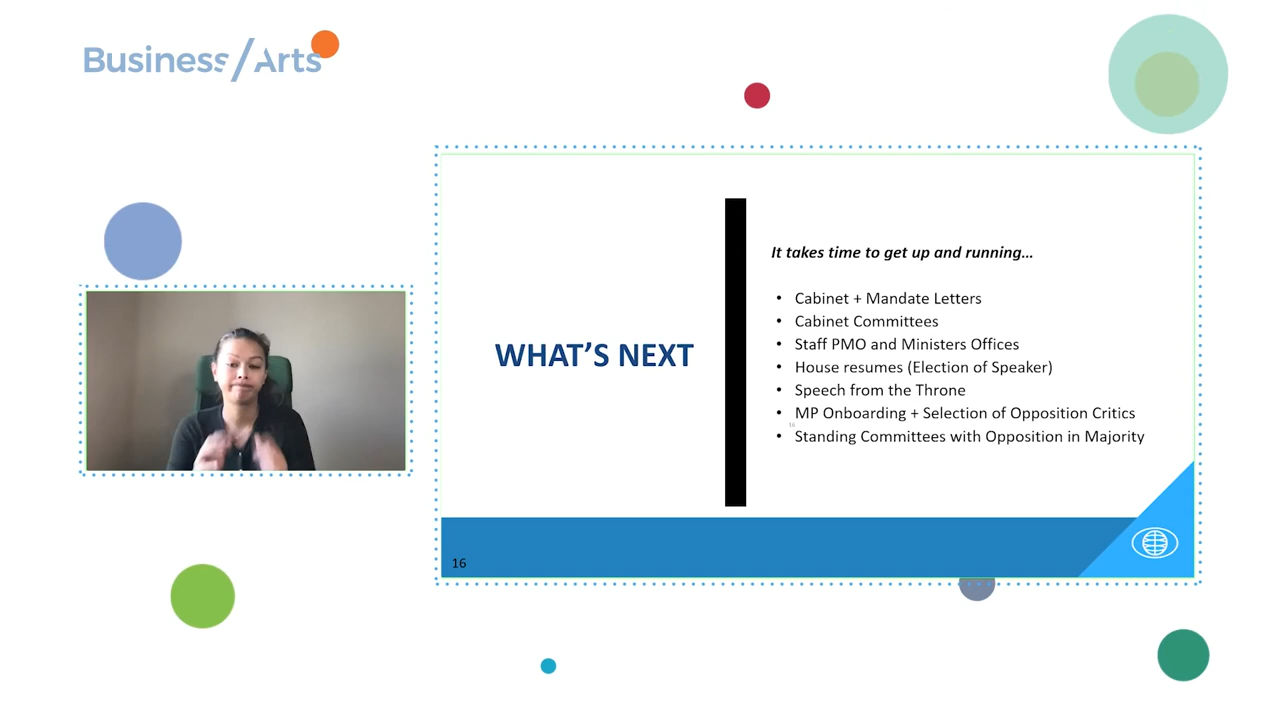 Business/Arts
It takes time to get up and running...
• Cabinet + Mandate Letters
• Cabinet Committees
• Staff PMO and Ministers Offices
WHAT'S NEXT
• House resumes (Election of Speaker)
• Speech from the Throne
• MP Onboarding + Selection of Opposition Critics
16
• Standing Committees with Opposition in Majority
16